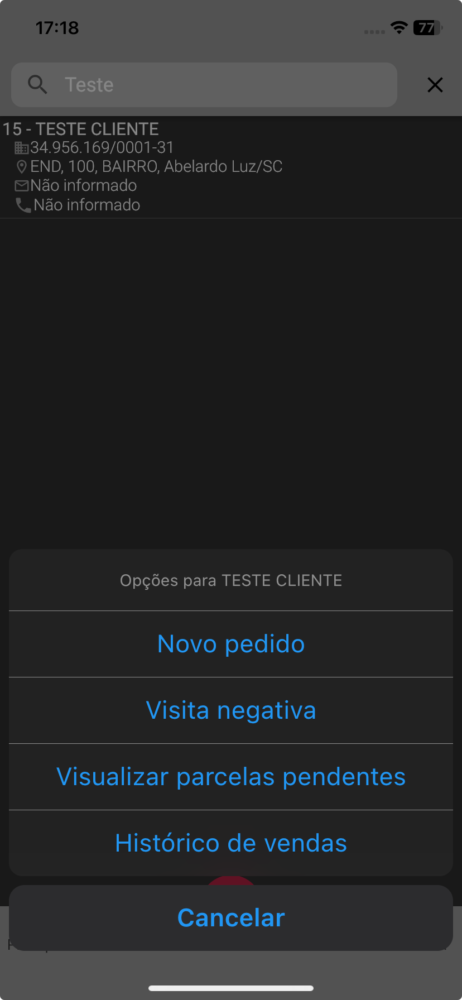 17:18
77
Teste
15 - TESTE CLIENTE
34.956.169/0001-31
END, 100, BAIRRO, Abelardo Luz/SC
Não informado
Não informado
Opções para TESTE CLIENTE
Novo pedido
Visita negativa
Visualizar parcelas pendentes
Histórico de vendas
Cancelar